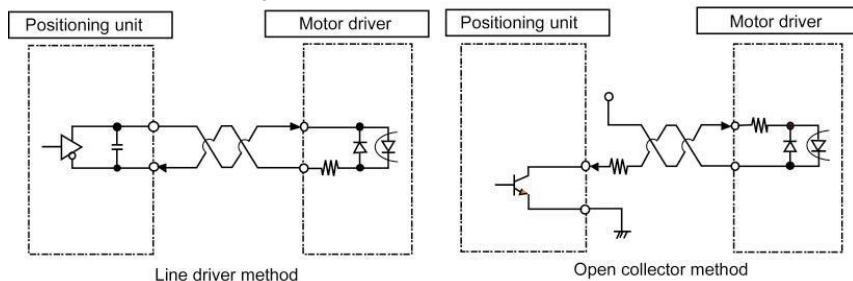 Positioning unit
Motor driver
Line driver method
Positioning unit
Motor driver
Open collector method